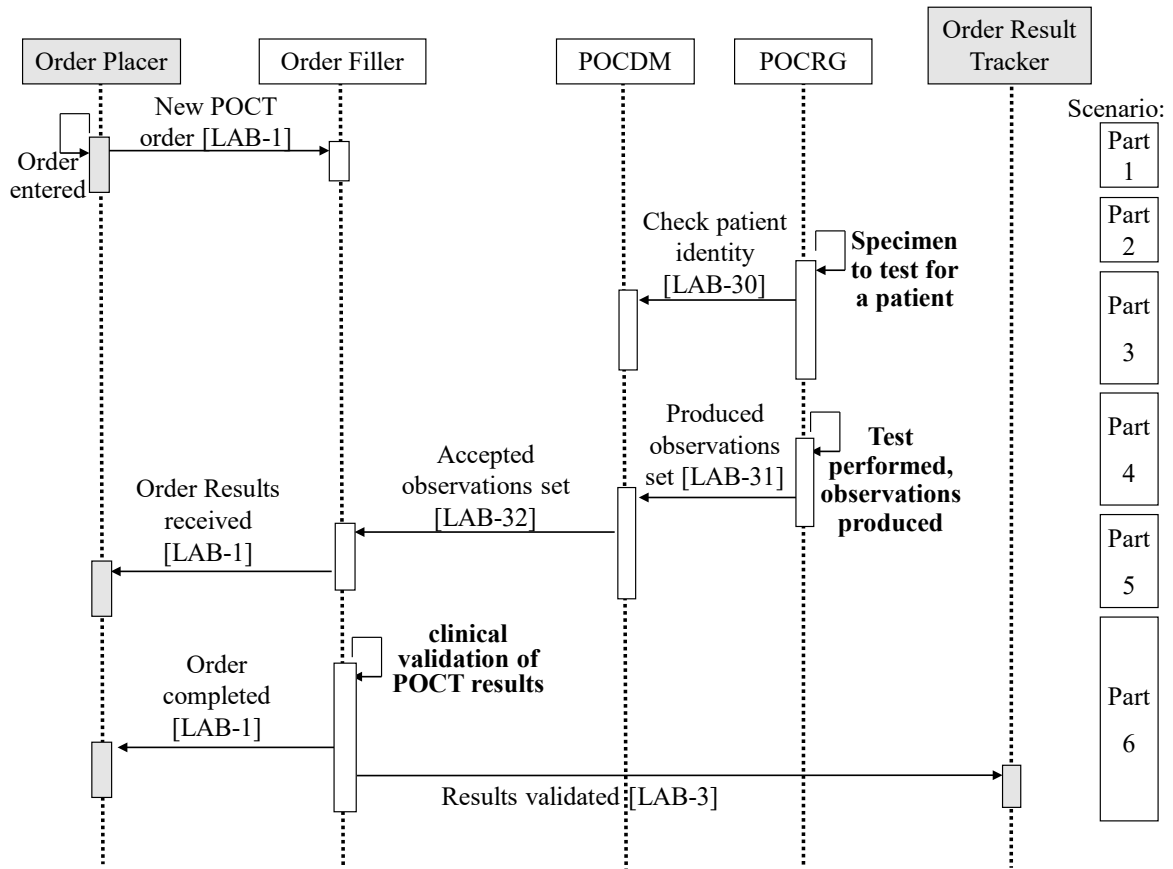 Order Placer
Order Filler
POCDM
POCRG
Order Result
Tracker
Scenario:
New POCT
order [LAB-1]
Order
entered
Part
1
Part
2
Check patient
identity
[LAB-30]
Specimen
to test for
a patient
Part
3
Produced
observations
set [LAB-31]
Test
performed,
observations
produced
Part
4
Accepted
observations set
[LAB-32]
Order Results
received
[LAB-1]
Part
5
clinical
validation of
POCT results
Order
completed
[LAB-1]
Part
6
Results validated [LAB-3]